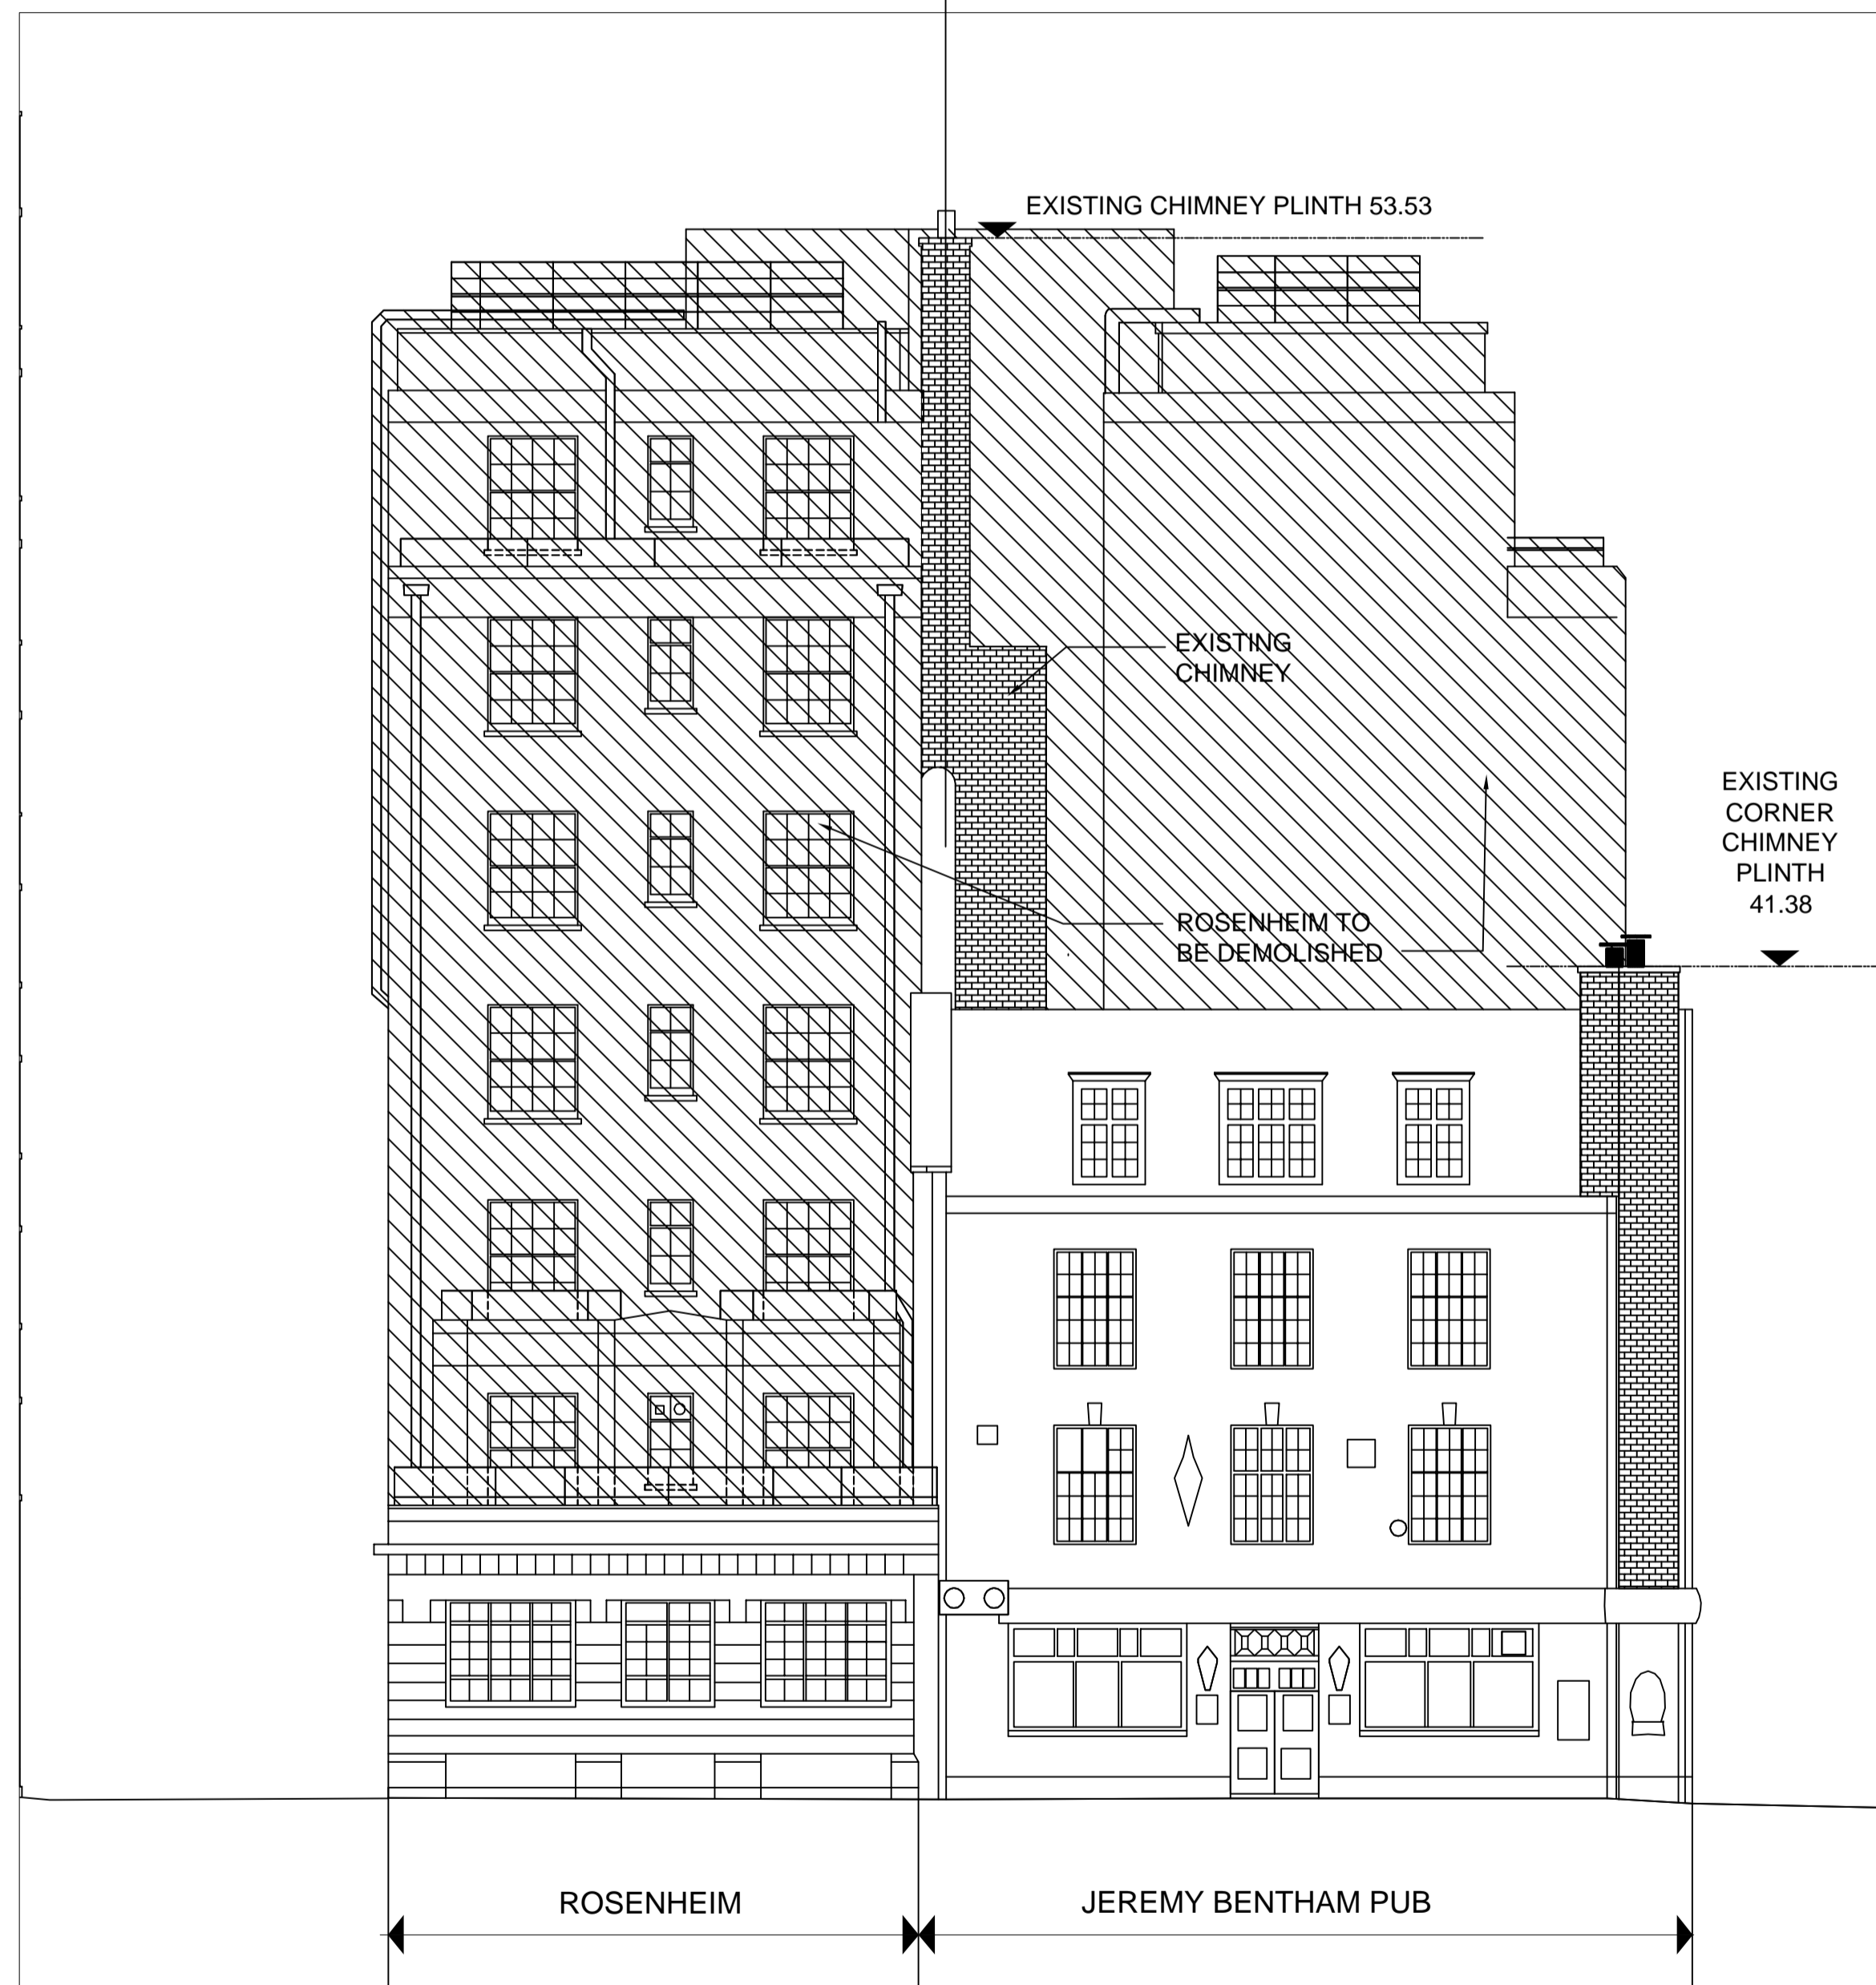 EXISTING CHIMNEY PLINTH 53.53
EXISTING
CHIMNEY
EXISTING
CORNER
CHIMNEY
PLINTH
41.38
ROSENHEIM TO
BE DEMOLISHED
ROSENHEIM
JEREMY BENTHAM PUB